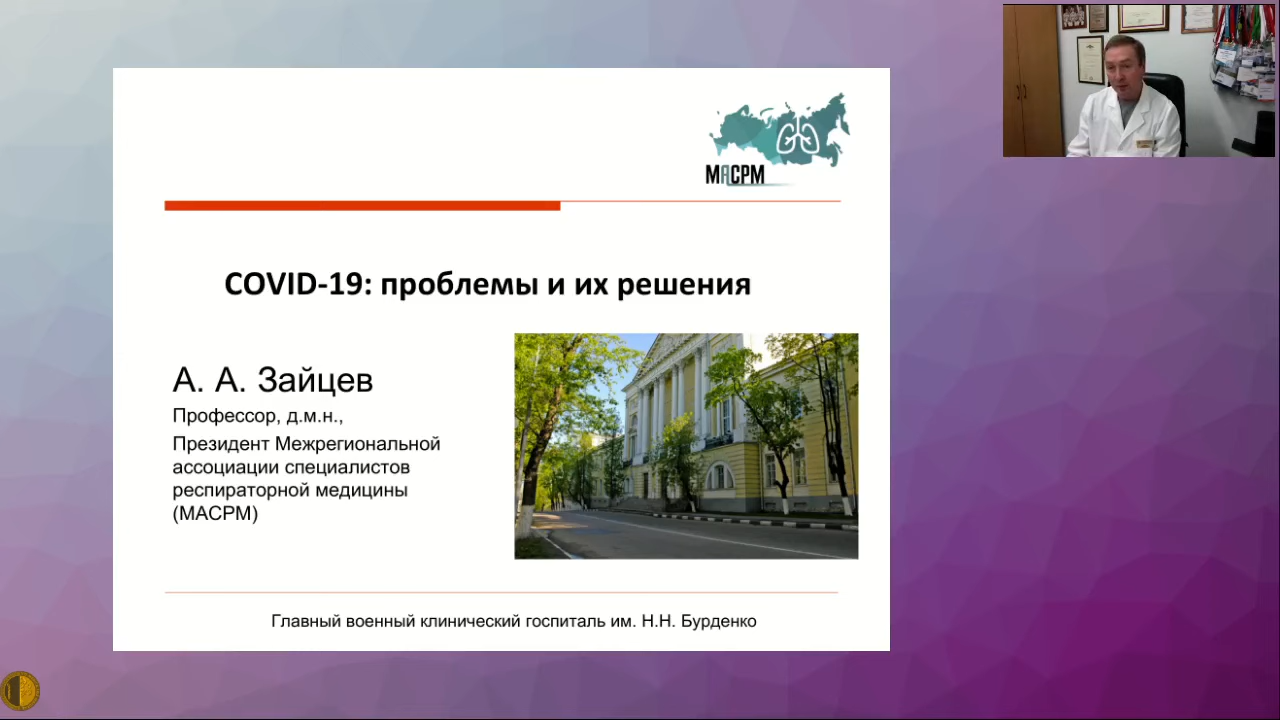 МАСРМ
COVID-19: проблемы и их решения
А. А. Зайцев
Профессор, д.м.н.,
Президент Межрегиональной
ассоциации специалистов
респираторной медицины
(МАСРМ)
Главный военный клинический госпиталь им. Н.Н. Бурденко